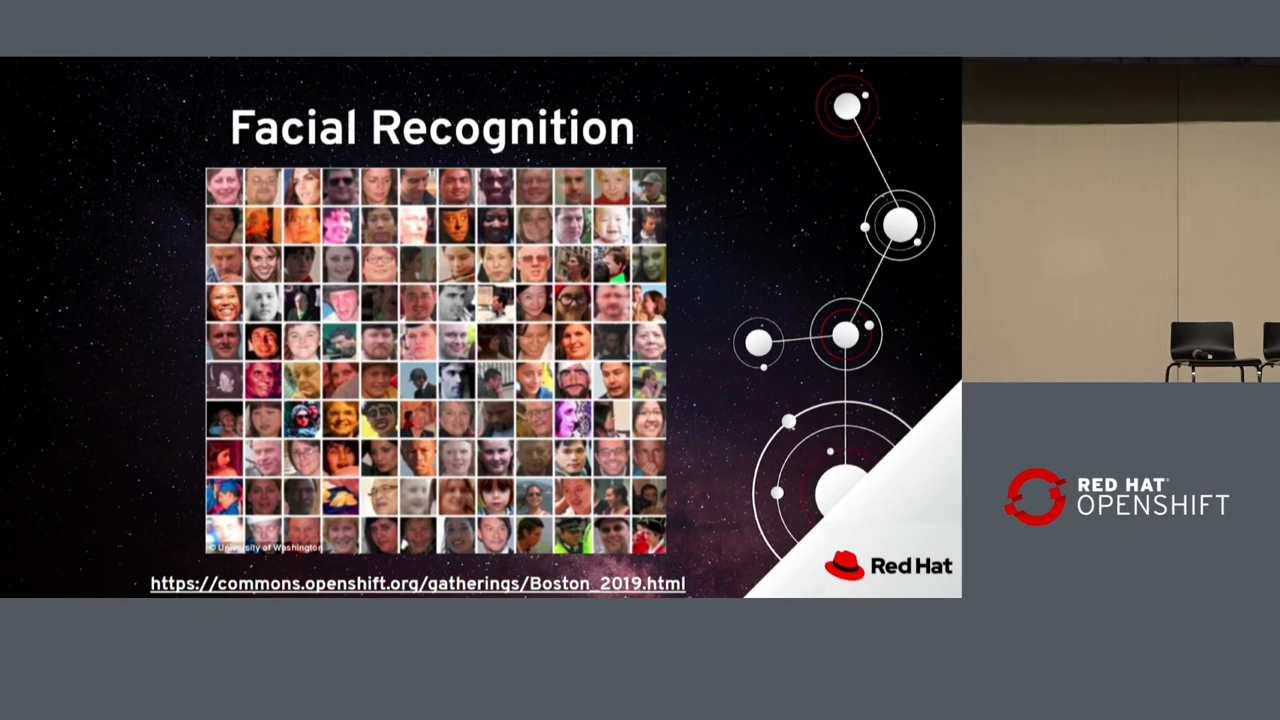 Facial Recognition
© University of Washington
https://commons.openshift.org/gatherings/Boston_2019.html
Red Hat
RED HAT®
OPENSHIFT